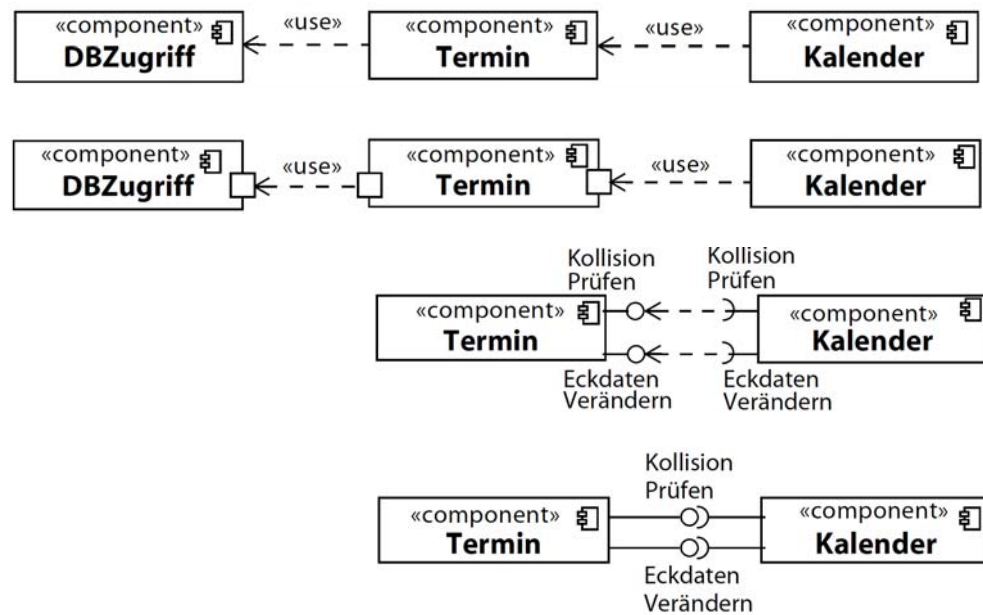 «component»
DBZugriff
«use»
«component»
Termin
«use»
«component»
Kalender
«component»
DBZugriff
«use»
«component»
Termin
«use»
«component»
Kalender
Kollision
Prüfen
Kollision
Prüfen
«component»
Termin
«component»
Kalender
Eckdaten
Verändern
Eckdaten
Verändern
Kollision
Prüfen
«component»
Termin
«component»
Kalender
Eckdaten
Verändern